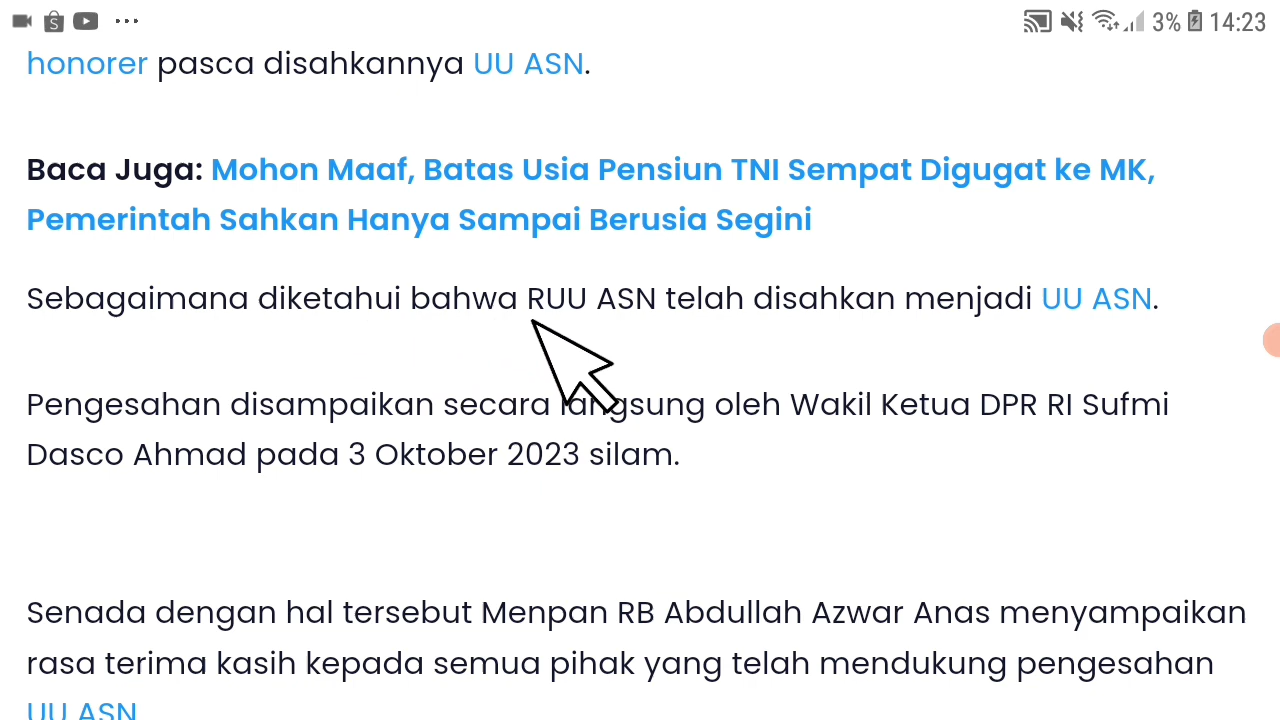 3% 14:23
honorer pasca disahkannya UU ASN.
Baca Juga: Mohon Maaf, Batas Usia Pensiun TNI Sempat Digugat ke MK,
Pemerintah Sahkan Hanya Sampai Berusia Segini
Sebagaimana diketahui bahwa RUU ASN telah disahkan menjadi UU ASN.
Pengesahan disampaikan secara langsung oleh Wakil Ketua DPR RI Sufmi
Dasco Ahmad pada 3 Oktober 2023 silam.
Senada dengan hal tersebut Menpan RB Abdullah Azwar Anas menyampaikan
rasa terima kasih kepada semua pihak yang telah mendukung pengesahan
UU ASN